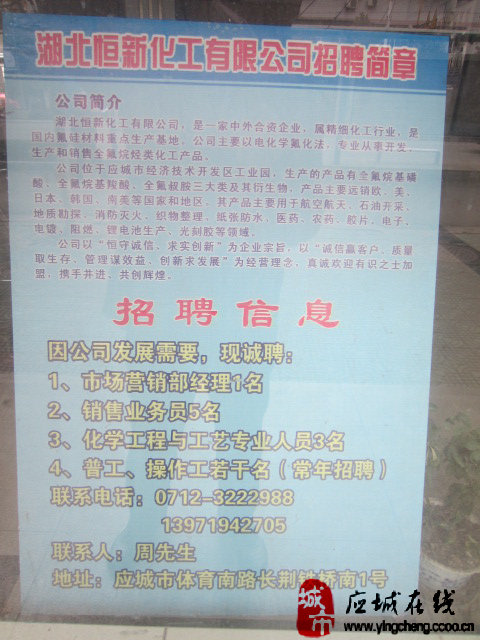 湖北恒新化工有限公司招聘简章
公司简介
湖北恒新化工有限公司，是一家中外合资企业，属精细化工行业，是
国内氟硅材料重点生产基地，公司主要以电化学氟化法，专业从事开发、
生产和销售全氟烷烃类化工产品。
公司位于应城市经济技术开发区工业园，生产的产品有全氟烷基磺
酸、全氟烷基羧酸、全氟叔胺三大类及其衍生物，产品主要远销欧、美、
日本、韩国、南美等国家和地区，其产品主要用于航空航天、石油开采、
地质勘探、消防灭火、织物整理、纸张防水、医药、农药、胶片、电子、
电镀、阻燃、锂电池生产、光刻胶等领域。
公司以“恒守诚信，求实创新”为企业宗旨，以“诚信赢客户、质量
取生存、管理谋效益、创新求发展”为经营理念，真诚欢迎有识之士加
盟，携手并进、共创辉煌。
招聘信息
因公司发展需要，现诚聘：
1、市场营销部经理1名
2、销售业务员5名
3、化学工程与工艺专业人员3名
4、普工、操作工若干名（常年招聘）
联系电话：0712-3222988
13971942705
联系人：周先生
地址：应城市体育南路长荆铁桥南1号
城市 应城在线
www.yingcheng.ccoo.cn